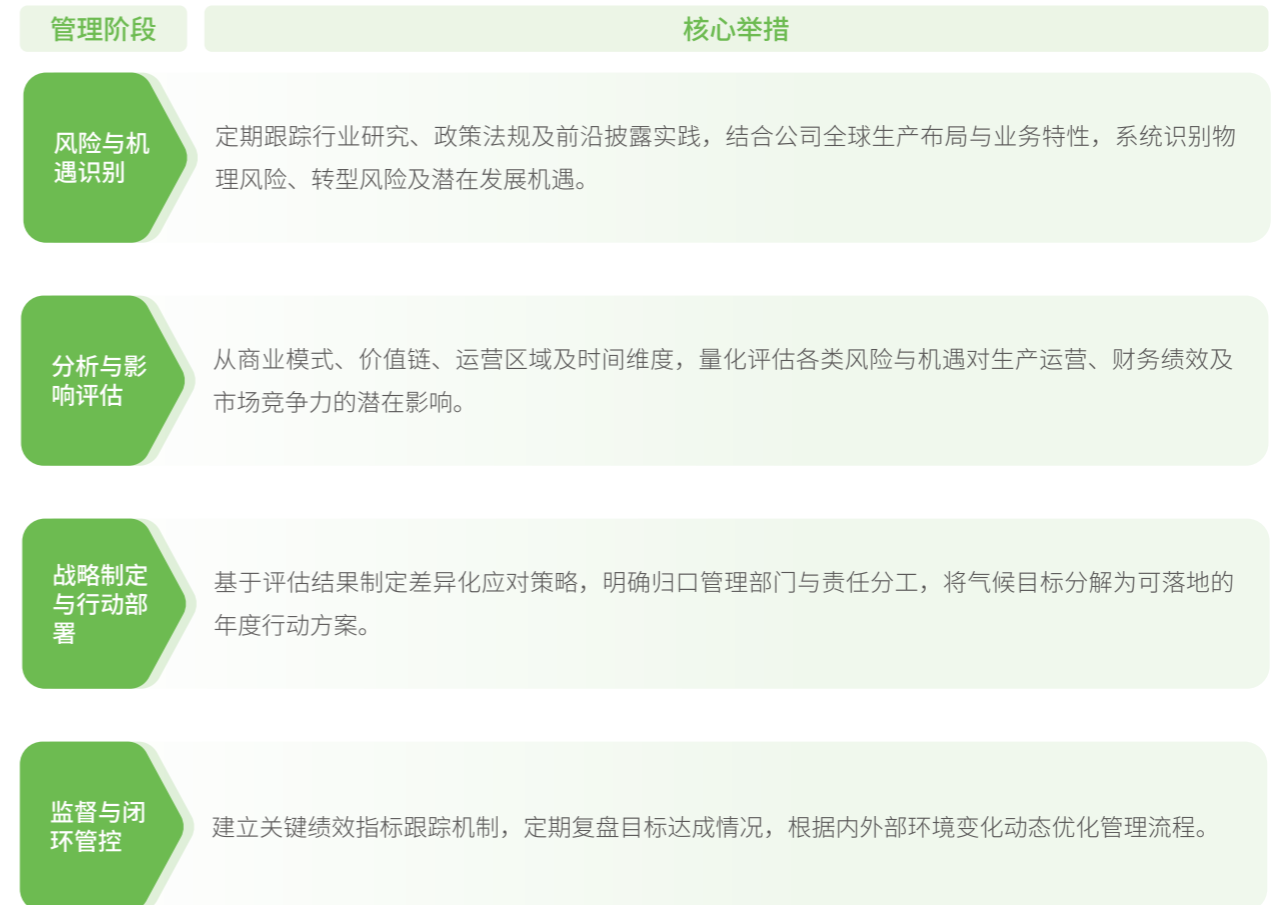 管理阶段
核心举措
风险与机
遇识别
定期跟踪行业研究、政策法规及前沿披露实践，结合公司全球生产布局与业务特性，系统识别物
理风险、转型风险及潜在发展机遇。
分析与影
响评估
从商业模式、价值链、运营区域及时间维度，量化评估各类风险与机遇对生产运营、财务绩效及
市场竞争力的潜在影响。
战略制定
与行动部
署
基于评估结果制定差异化应对策略，明确归口管理部门与责任分工，将气候目标分解为可落地的
年度行动方案。
监督与闭
环管控
建立关键绩效指标跟踪机制，定期复盘目标达成情况，根据内外部环境变化动态优化管理流程。